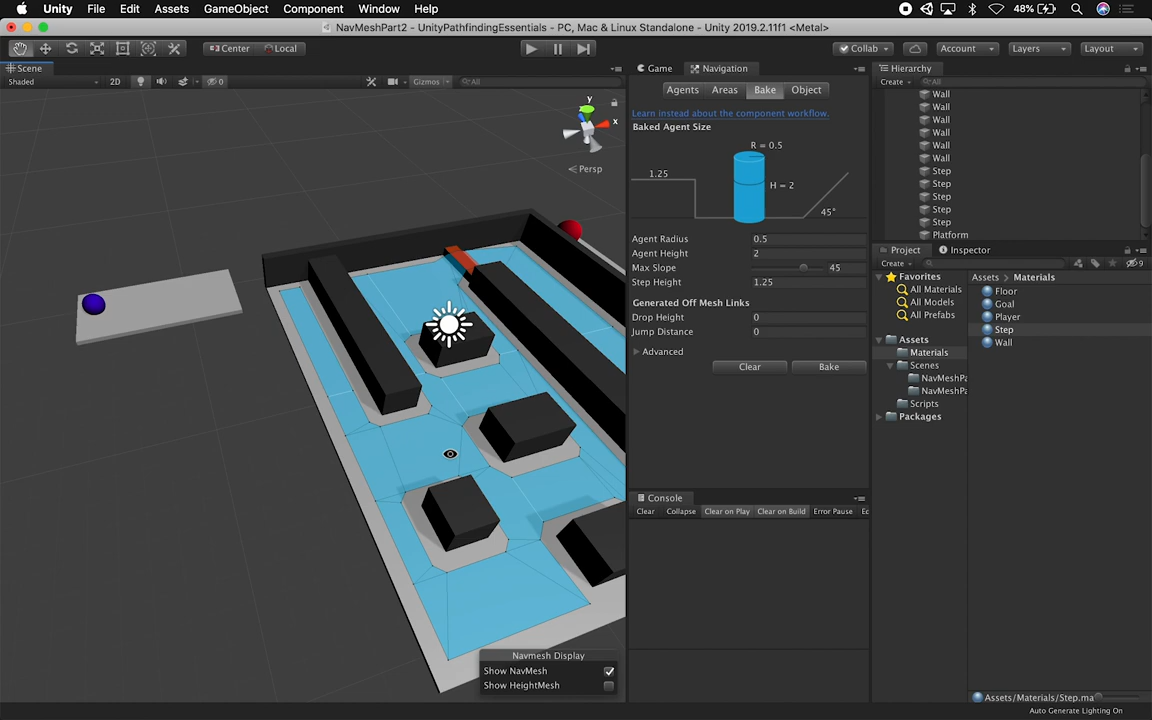 Unity File Edit Assets GameObject Component Window Help 48%
NavMeshPart2 - UnityPathfindingEssentials - PC, Mac & Linux Standalone - Unity 2019.2.11f1 <Metal>
Center Local Collab Account Layers Layout
Scene
Shaded 2D 0 Gizmos All
y
x
Persp
Navmesh Display
Show NavMesh
Show HeightMesh
Game Navigation
Agents Areas Bake Object
Learn instead about the component workflow.
Baked Agent Size
R = 0.5
1.25
H = 2
45°
Agent Radius 0.5
Agent Height 2
Max Slope 45
Step Height 1.25
Generated Off Mesh Links
Drop Height 0
Jump Distance 0
Advanced
Clear Bake
Console
Clear Collapse Clear on Play Clear on Build Error Pause Ec
Hierarchy
Create All
Wall
Wall
Wall
Wall
Wall
Wall
Step
Step
Step
Step
Step
Platform
Project Inspector
Create 9
Favorites
All Materials
All Models
All Prefabs
Assets
Materials
Scenes
NavMeshPa
NavMeshPa
Scripts
Packages
Assets > Materials
Floor
Goal
Player
Step
Wall
Assets/Materials/Step.ma
Auto Generate Lighting On